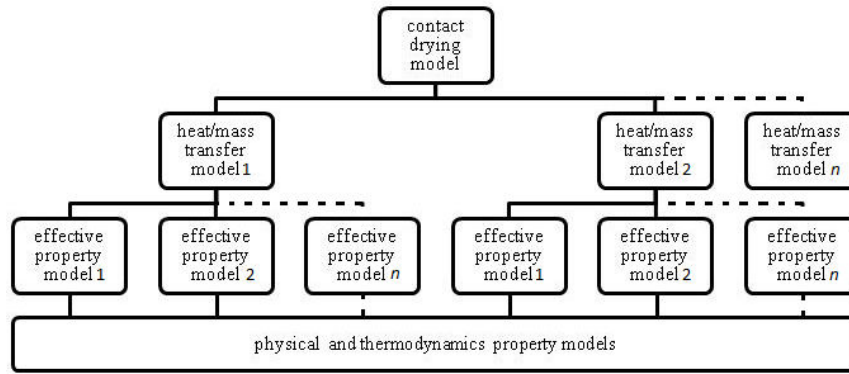 contact
drying
model
heat/mass
transfer
model 1
heat/mass
transfer
model 2
heat/mass
transfer
model n
effective
property
model 1
effective
property
model 2
effective
property
model n
effective
property
model 1
effective
property
model 2
effective
property
model n
physical and thermodynamics property models